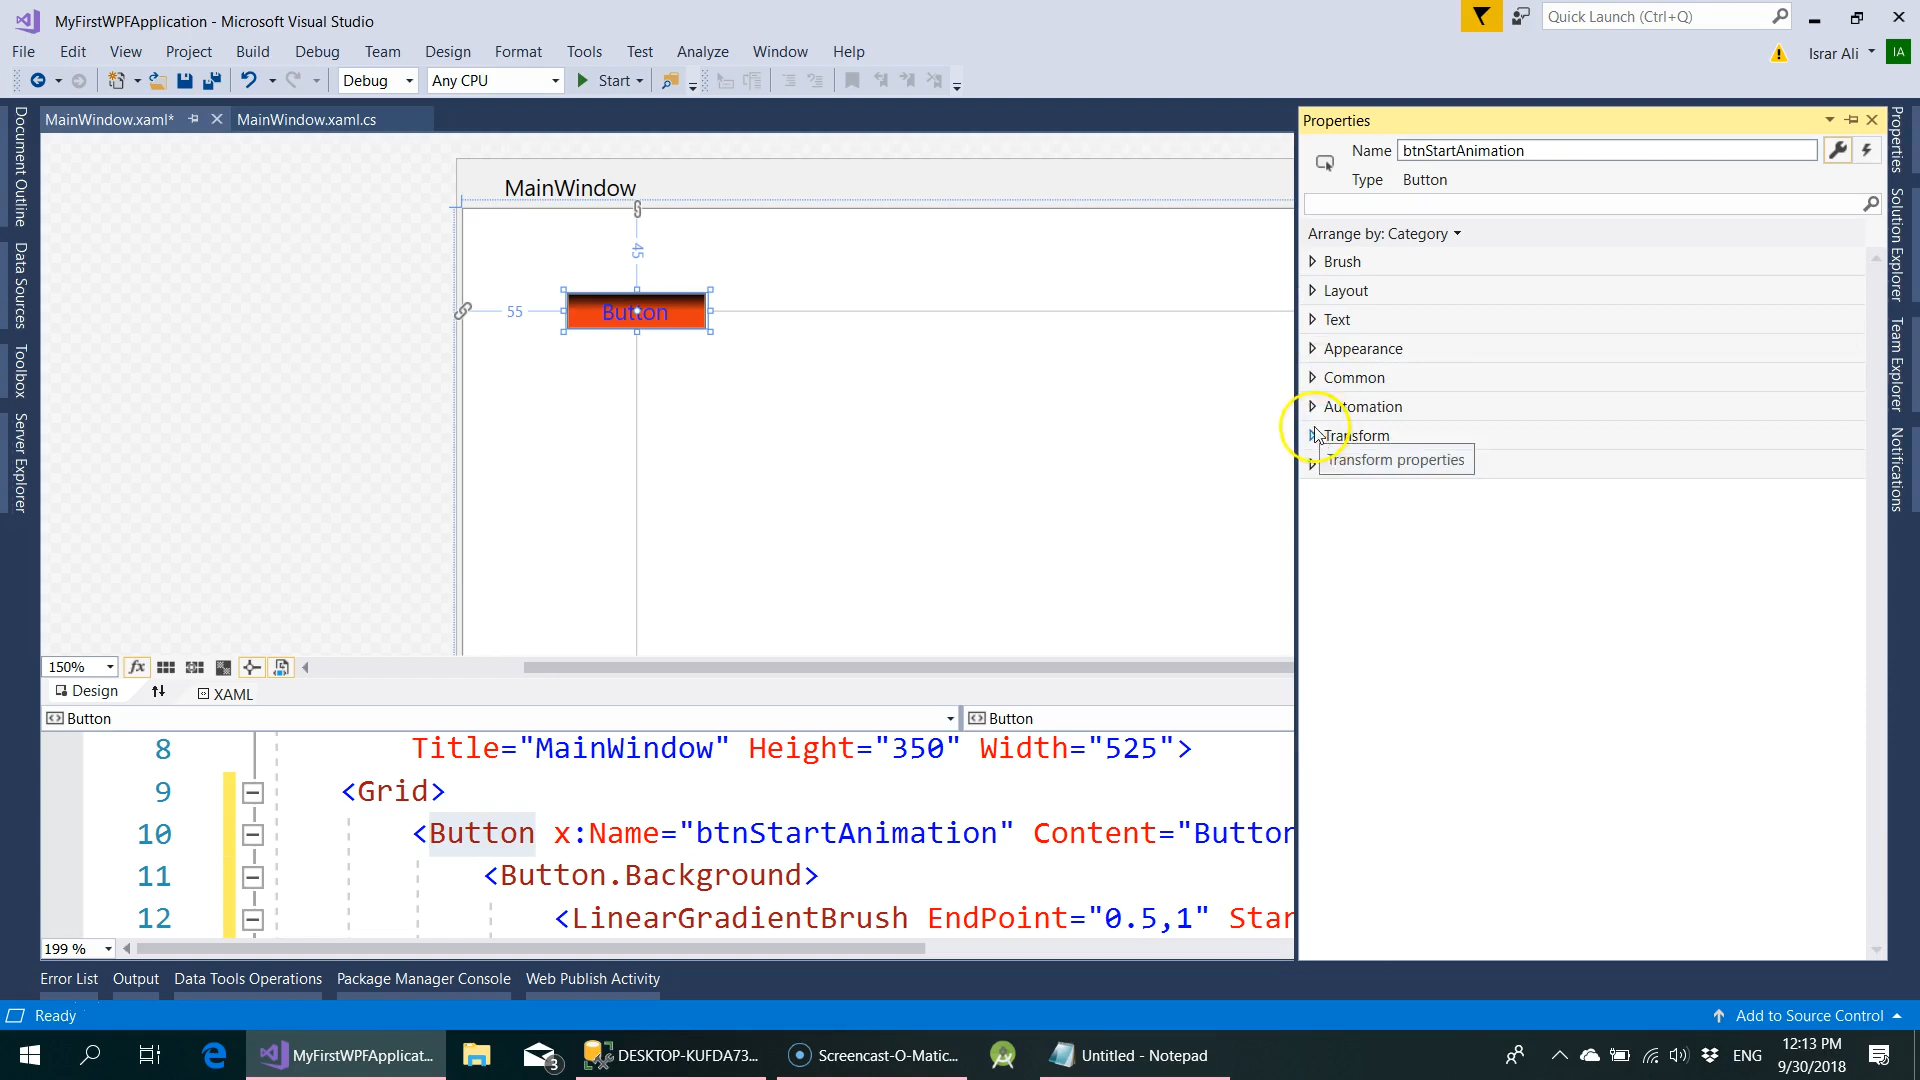 MyFirstWPFApplication - Microsoft Visual Studio
Quick Launch (Ctrl+Q)
File Edit View Project Build Debug Team Design Format Tools Test Analyze Window Help
Israr Ali IA
Debug Any CPU Start
MainWindow.xaml* MainWindow.xaml.cs
Document Outline
Data Sources
Toolbox
Server Explorer
MainWindow
45
55
Button
Properties
Name btnStartAnimation
Type Button
Arrange by: Category
Brush
Layout
Text
Appearance
Common
Automation
Transform
Transform properties
Properties
Solution Explorer
Team Explorer
Notifications
150% fx
Design XAML
Button Button
8 Title="MainWindow" Height="350" Width="525">
9 <Grid>
10 <Button x:Name="btnStartAnimation" Content="Button
11 <Button.Background>
12 <LinearGradientBrush EndPoint="0.5,1" Star
199 %
Error List Output Data Tools Operations Package Manager Console Web Publish Activity
Ready Add to Source Control
MyFirstWPFApplicat... 3 DESKTOP-KUFDA73... Screencast-O-Matic... Untitled - Notepad ENG 12:13 PM
9/30/2018